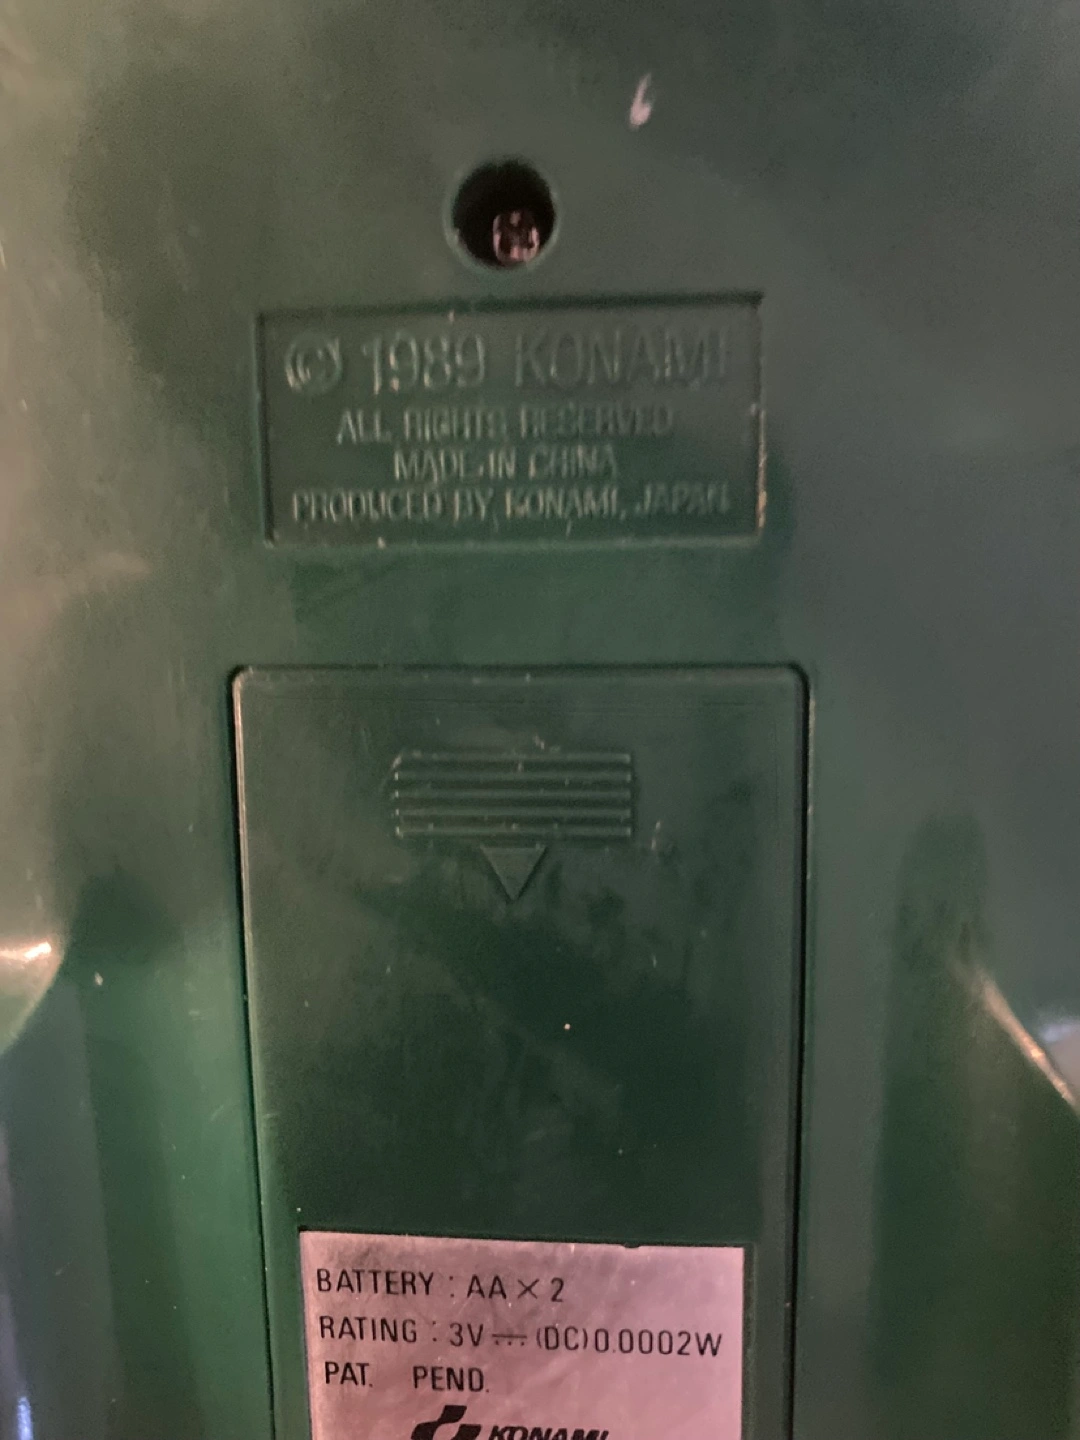 © 1989 KONAMI
ALL RIGHTS RESERVED
MADE IN CHINA
PRODUCED BY KONAMI, JAPAN
BATTERY : AA × 2
RATING : 3V ⎓ (DC) 0.0002W
PAT. PEND.
KONAMI